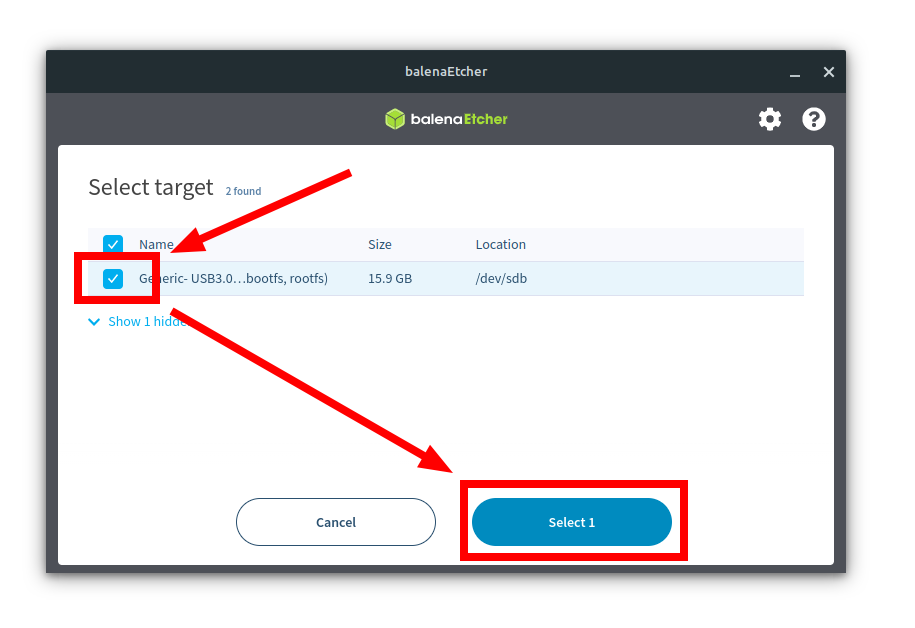 balenaEtcher
balenaEtcher
Select target 2 found
Name Size Location
Generic- USB3.0…bootfs, rootfs) 15.9 GB /dev/sdb
Show 1 hidde
Cancel Select 1